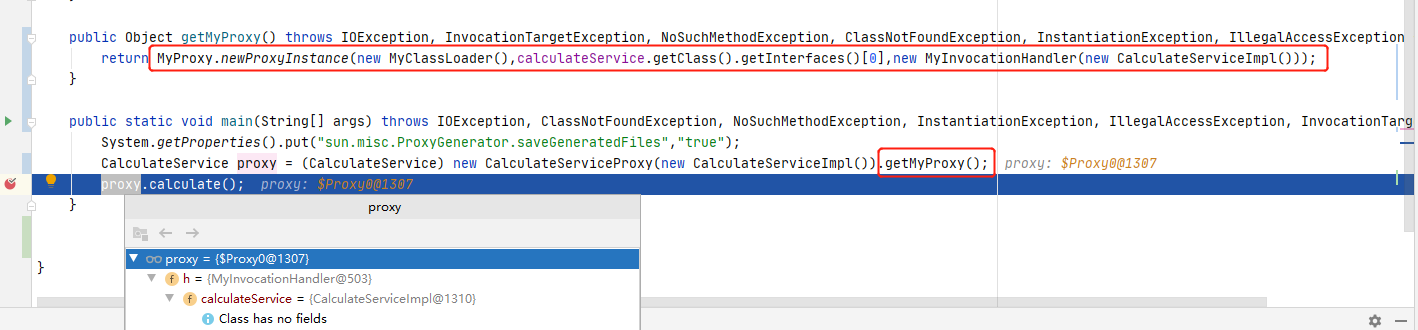 public Object getMyProxy() throws IOException, InvocationTargetException, NoSuchMethodException, ClassNotFoundException, InstantiationException, IllegalAccessException
return MyProxy.newProxyInstance(new MyClassLoader(),calculateService.getClass().getInterfaces()[0],new MyInvocationHandler(new CalculateServiceImpl()));
}
public static void main(String[] args) throws IOException, ClassNotFoundException, NoSuchMethodException, InstantiationException, IllegalAccessException, InvocationTarg
System.getProperties().put("sun.misc.ProxyGenerator.saveGeneratedFiles","true");
CalculateService proxy = (CalculateService) new CalculateServiceProxy(new CalculateServiceImpl()).getMyProxy(); proxy: $Proxy0@1307
proxy.calculate(); proxy: $Proxy0@1307
}
proxy
proxy = {$Proxy0@1307}
h = {MyInvocationHandler@503}
calculateService = {CalculateServiceImpl@1310}
Class has no fields
}